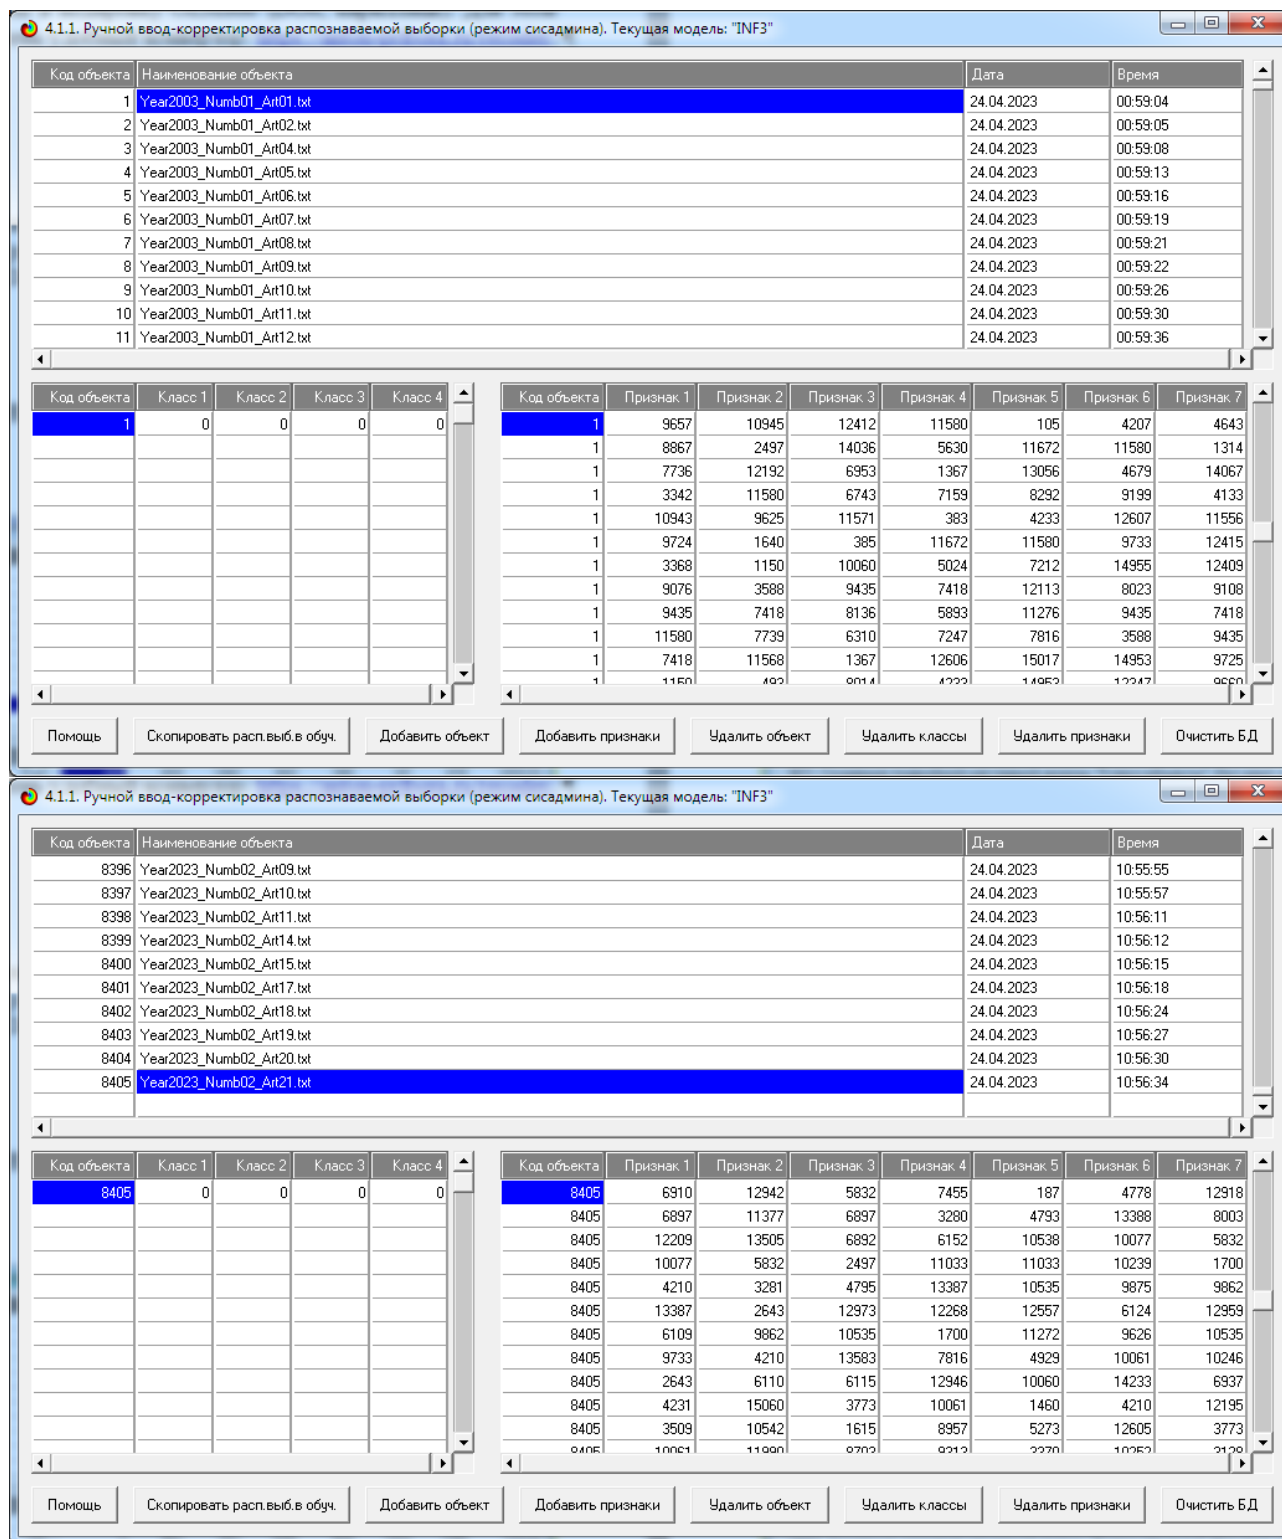 4.1.1. Ручной ввод-корректировка распознаваемой выборки (режим сисадмина). Текущая модель: "INF3"
Код объекта Наименование объекта Дата Время
1 Year2003_Numb01_Art01.txt 24.04.2023 00:59:04
2 Year2003_Numb01_Art02.txt 24.04.2023 00:59:05
3 Year2003_Numb01_Art04.txt 24.04.2023 00:59:08
4 Year2003_Numb01_Art05.txt 24.04.2023 00:59:13
5 Year2003_Numb01_Art06.txt 24.04.2023 00:59:16
6 Year2003_Numb01_Art07.txt 24.04.2023 00:59:19
7 Year2003_Numb01_Art08.txt 24.04.2023 00:59:21
8 Year2003_Numb01_Art09.txt 24.04.2023 00:59:22
9 Year2003_Numb01_Art10.txt 24.04.2023 00:59:26
10 Year2003_Numb01_Art11.txt 24.04.2023 00:59:30
11 Year2003_Numb01_Art12.txt 24.04.2023 00:59:36
Код объекта Класс 1 Класс 2 Класс 3 Класс 4
1 0 0 0 0
Код объекта Признак 1 Признак 2 Признак 3 Признак 4 Признак 5 Признак 6 Признак 7
1 9657 10945 12412 11580 105 4207 4643
1 8867 2497 14036 5630 11672 11580 1314
1 7736 12192 6953 1367 13056 4679 14067
1 3342 11580 6743 7159 8292 9199 4133
1 10943 9625 11571 383 4233 12607 11556
1 9724 1640 385 11672 11580 9733 12415
1 3368 1150 10060 5024 7212 14955 12409
1 9076 3588 9435 7418 12113 8023 9108
1 9435 7418 8136 5893 11276 9435 7418
1 11580 7739 6310 7247 7816 3588 9435
1 7418 11568 1367 12606 15017 14953 9725
Помощь Скопировать расп.выб.в обуч. Добавить объект Добавить признаки Удалить объект Удалить классы Удалить признаки Очистить БД
4.1.1. Ручной ввод-корректировка распознаваемой выборки (режим сисадмина). Текущая модель: "INF3"
Код объекта Наименование объекта Дата Время
8396 Year2023_Numb02_Art09.txt 24.04.2023 10:55:55
8397 Year2023_Numb02_Art10.txt 24.04.2023 10:55:57
8398 Year2023_Numb02_Art11.txt 24.04.2023 10:56:11
8399 Year2023_Numb02_Art14.txt 24.04.2023 10:56:12
8400 Year2023_Numb02_Art15.txt 24.04.2023 10:56:15
8401 Year2023_Numb02_Art17.txt 24.04.2023 10:56:18
8402 Year2023_Numb02_Art18.txt 24.04.2023 10:56:24
8403 Year2023_Numb02_Art19.txt 24.04.2023 10:56:27
8404 Year2023_Numb02_Art20.txt 24.04.2023 10:56:30
8405 Year2023_Numb02_Art21.txt 24.04.2023 10:56:34
Код объекта Класс 1 Класс 2 Класс 3 Класс 4
8405 0 0 0 0
Код объекта Признак 1 Признак 2 Признак 3 Признак 4 Признак 5 Признак 6 Признак 7
8405 6910 12942 5832 7455 187 4778 12918
8405 6897 11377 6897 3280 4793 13388 8003
8405 12209 13505 6892 6152 10538 10077 5832
8405 10077 5832 2497 11033 11033 10239 1700
8405 4210 3281 4795 13387 10535 9875 9862
8405 13387 2643 12973 12268 12557 6124 12959
8405 6109 9862 10535 1700 11272 9626 10535
8405 9733 4210 13583 7816 4929 10061 10246
8405 2643 6110 6115 12946 10060 14233 6937
8405 4231 15060 3773 10061 1460 4210 12195
8405 3509 10542 1615 8957 5273 12605 3773
Помощь Скопировать расп.выб.в обуч. Добавить объект Добавить признаки Удалить объект Удалить классы Удалить признаки Очистить БД